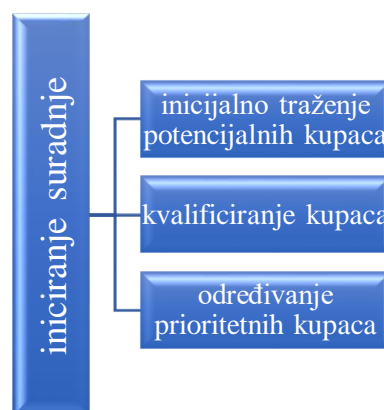 iniciranje suradnje
inicijalno traženje
potencijalnih kupaca
kvalificiranje kupaca
određivanje
prioritetnih kupaca